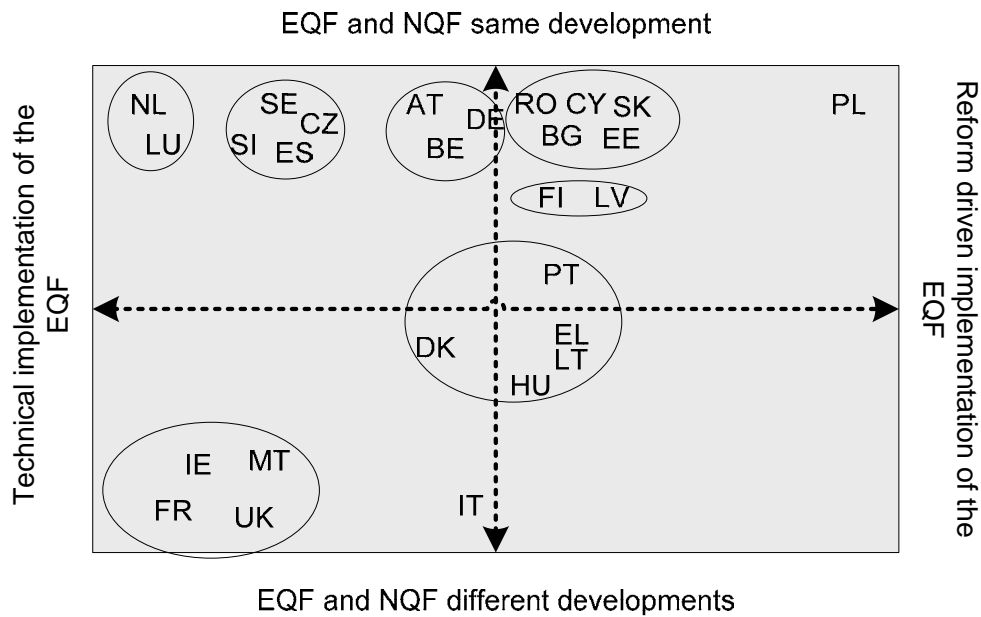 EQF and NQF same development
Technical implementation of the
EQF
NL
LU
SE
CZ
SI
ES
AT
DE
BE
RO CY SK
BG EE
PL
FI LV
PT
DK
EL
LT
HU
IE MT
FR UK
IT
Reform driven implementation of the
EQF
EQF and NQF different developments